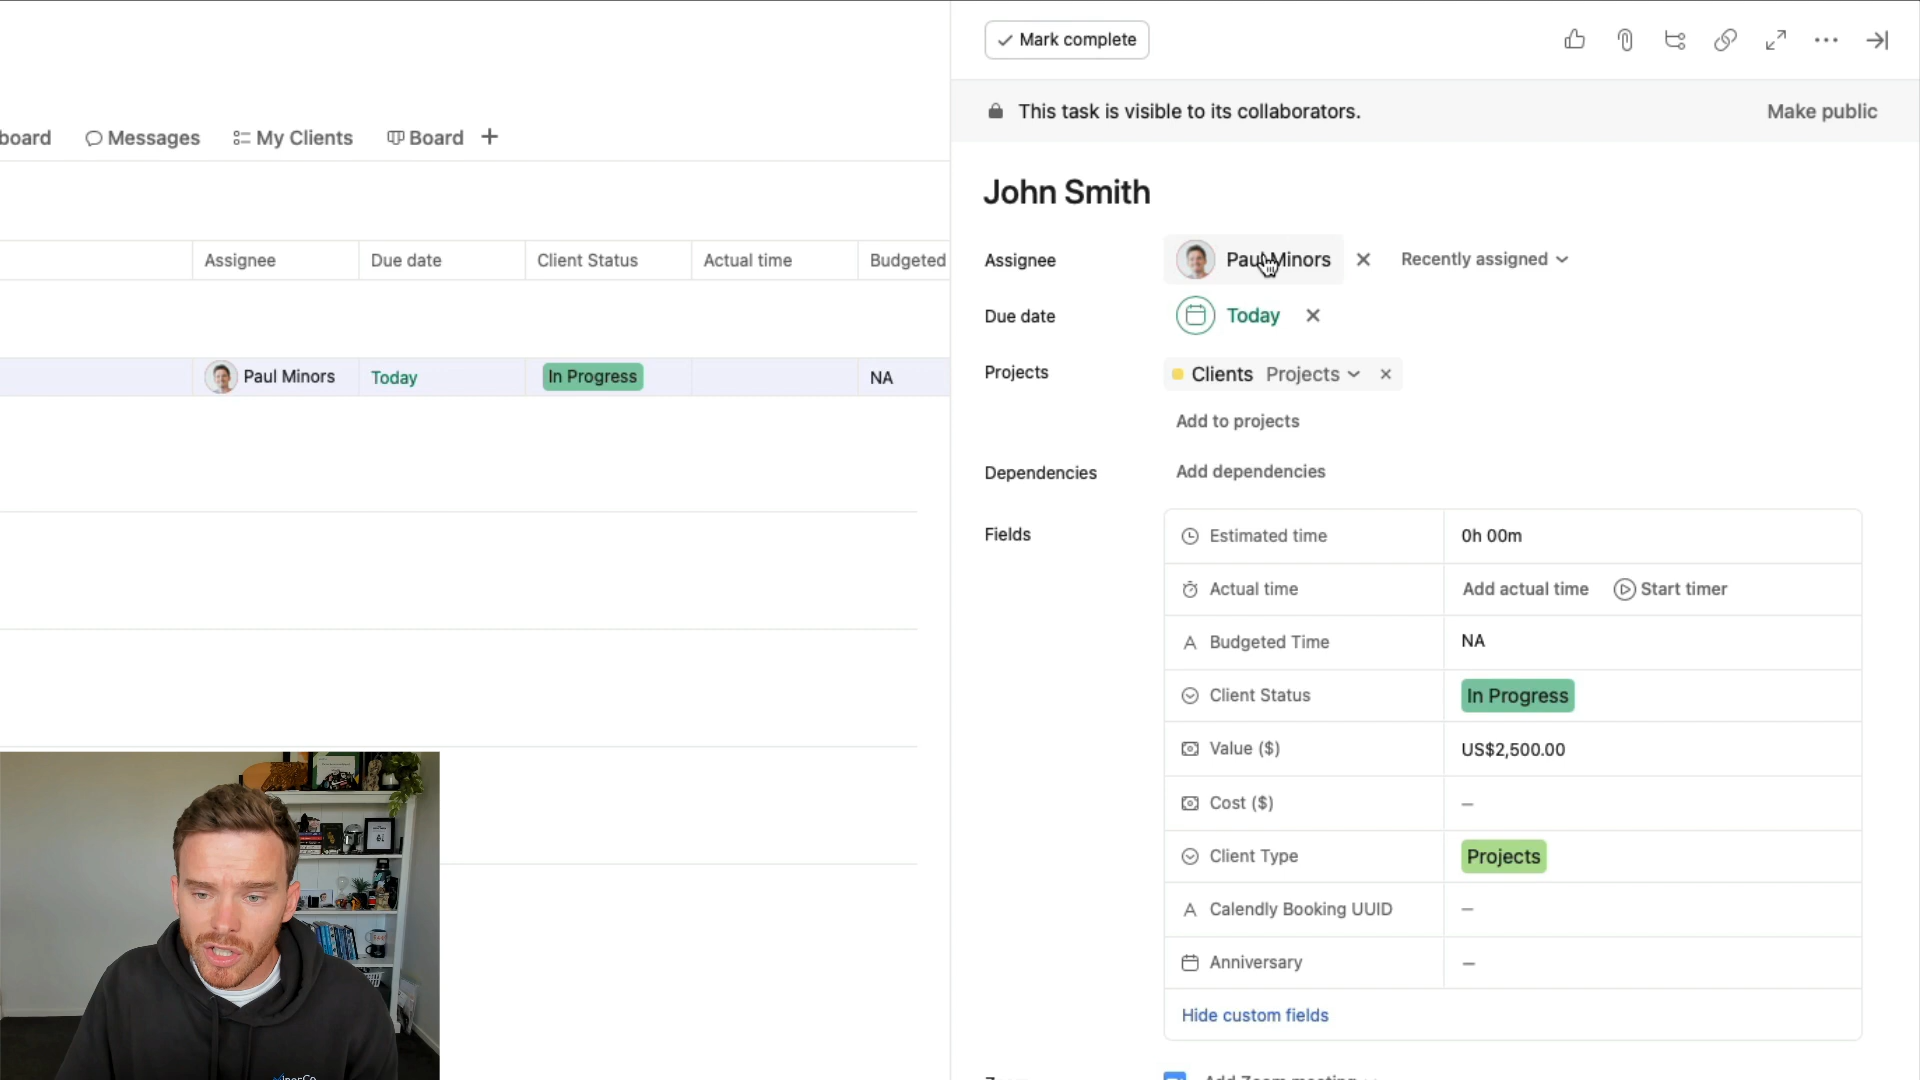 Mark complete
This task is visible to its collaborators.
Make public
board
Messages
My Clients
Board
John Smith
Assignee
Due date
Client Status
Actual time
Budgeted
Assignee
Paul Minors
Recently assigned
Due date
Today
Projects
Clients Projects
Add to projects
Paul Minors
Today
In Progress
NA
Dependencies
Add dependencies
Fields
Estimated time
0h 00m
Actual time
Add actual time
Start timer
Budgeted Time
NA
Client Status
In Progress
Value ($)
US$2,500.00
Cost ($)
—
Client Type
Projects
Calendly Booking UUID
—
Anniversary
—
Hide custom fields
Add Zoom meeting